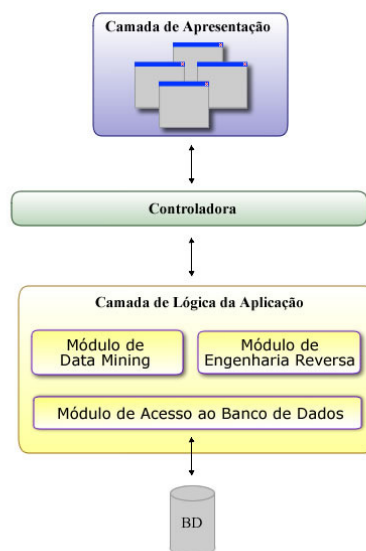 Camada de Apresentação
Controladora
Camada de Lógica da Aplicação
Módulo de
Data Mining
Módulo de
Engenharia Reversa
Módulo de Acesso ao Banco de Dados
BD